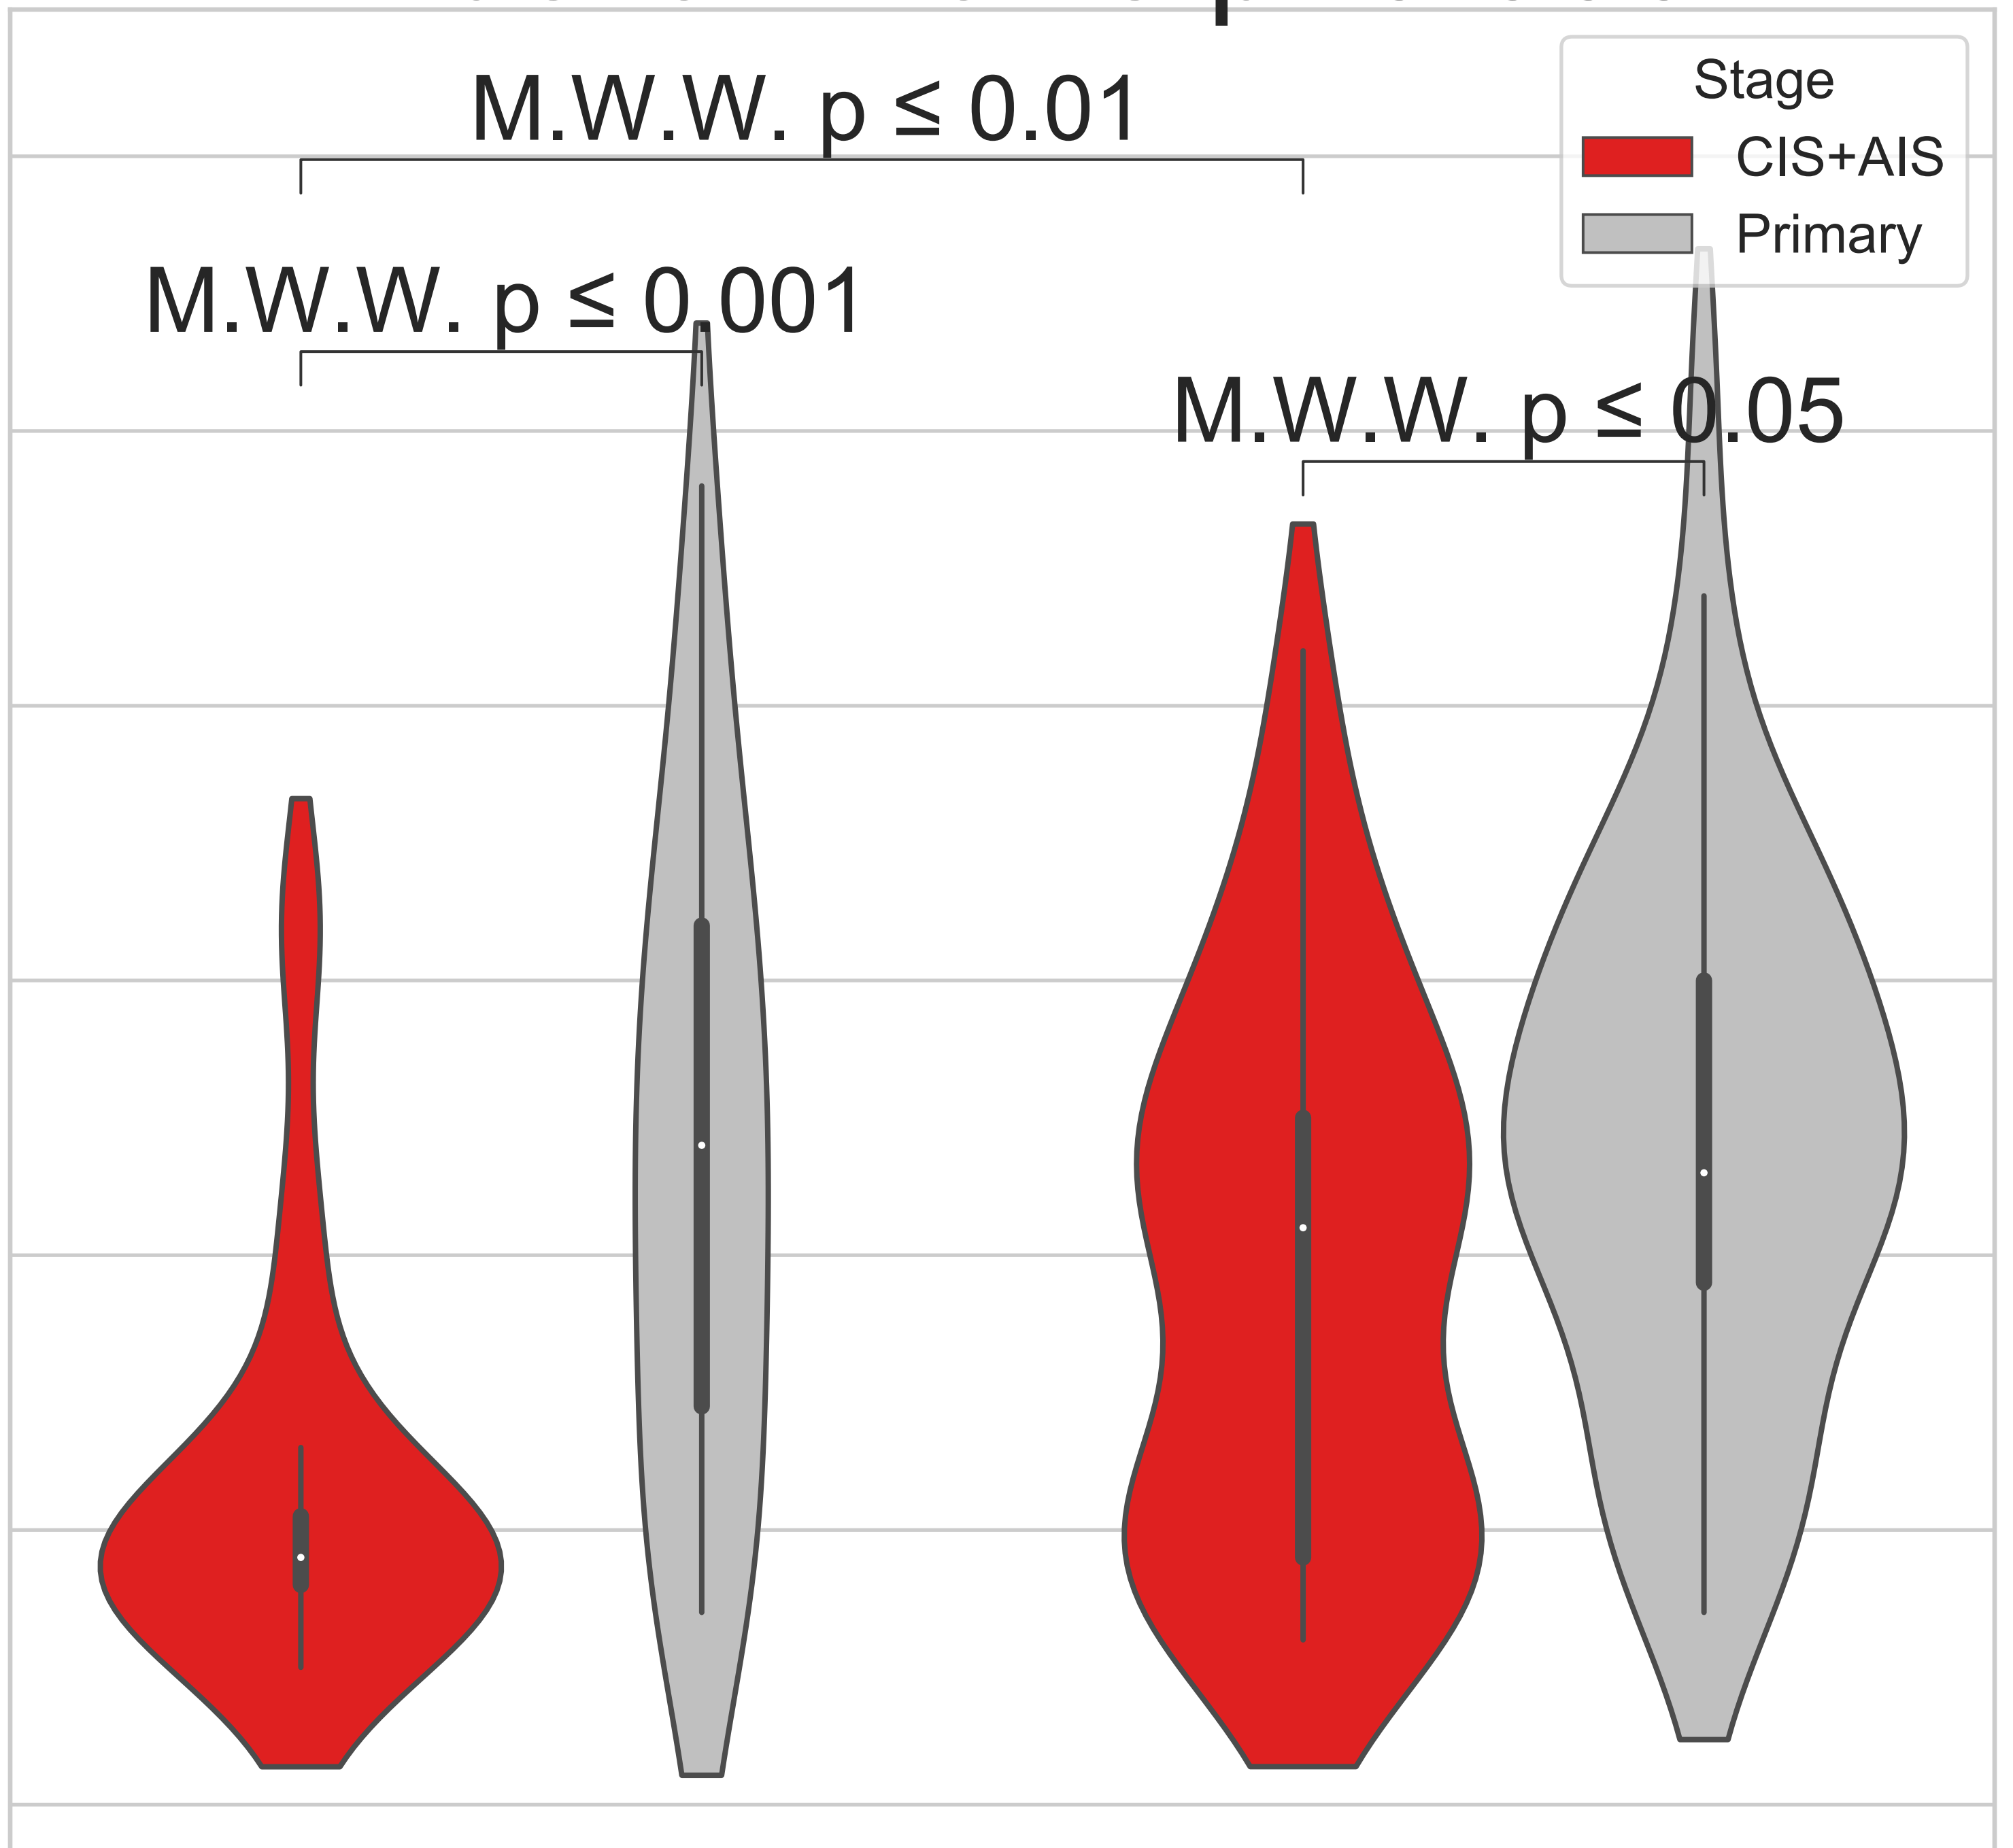 M.W.W. p ≤ 0.01
Stage
CIS+AIS
Primary
M.W.W. p ≤ 0.001
M.W.W. p ≤ 0.05